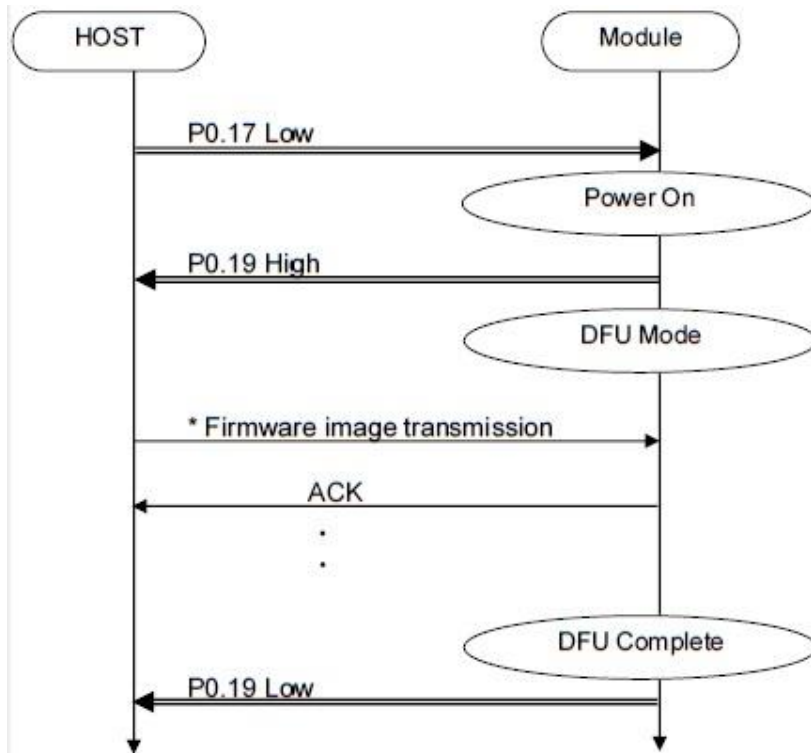 HOST
Module
P0.17 Low
Power On
P0.19 High
DFU Mode
* Firmware image transmission
ACK
.
.
DFU Complete
P0.19 Low